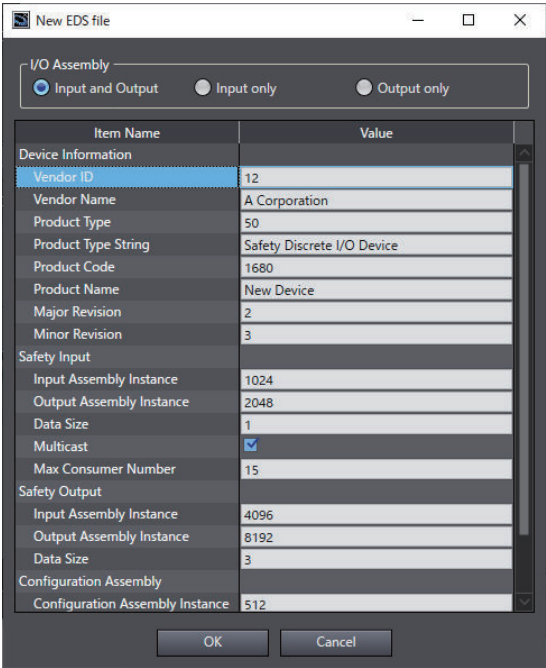 New EDS file
I/O Assembly
Input and Output Input only Output only
Item Name Value
Device Information
Vendor ID 12
Vendor Name A Corporation
Product Type 50
Product Type String Safety Discrete I/O Device
Product Code 1680
Product Name New Device
Major Revision 2
Minor Revision 3
Safety Input
Input Assembly Instance 1024
Output Assembly Instance 2048
Data Size 1
Multicast
Max Consumer Number 15
Safety Output
Input Assembly Instance 4096
Output Assembly Instance 8192
Data Size 3
Configuration Assembly
Configuration Assembly Instance 512
OK Cancel